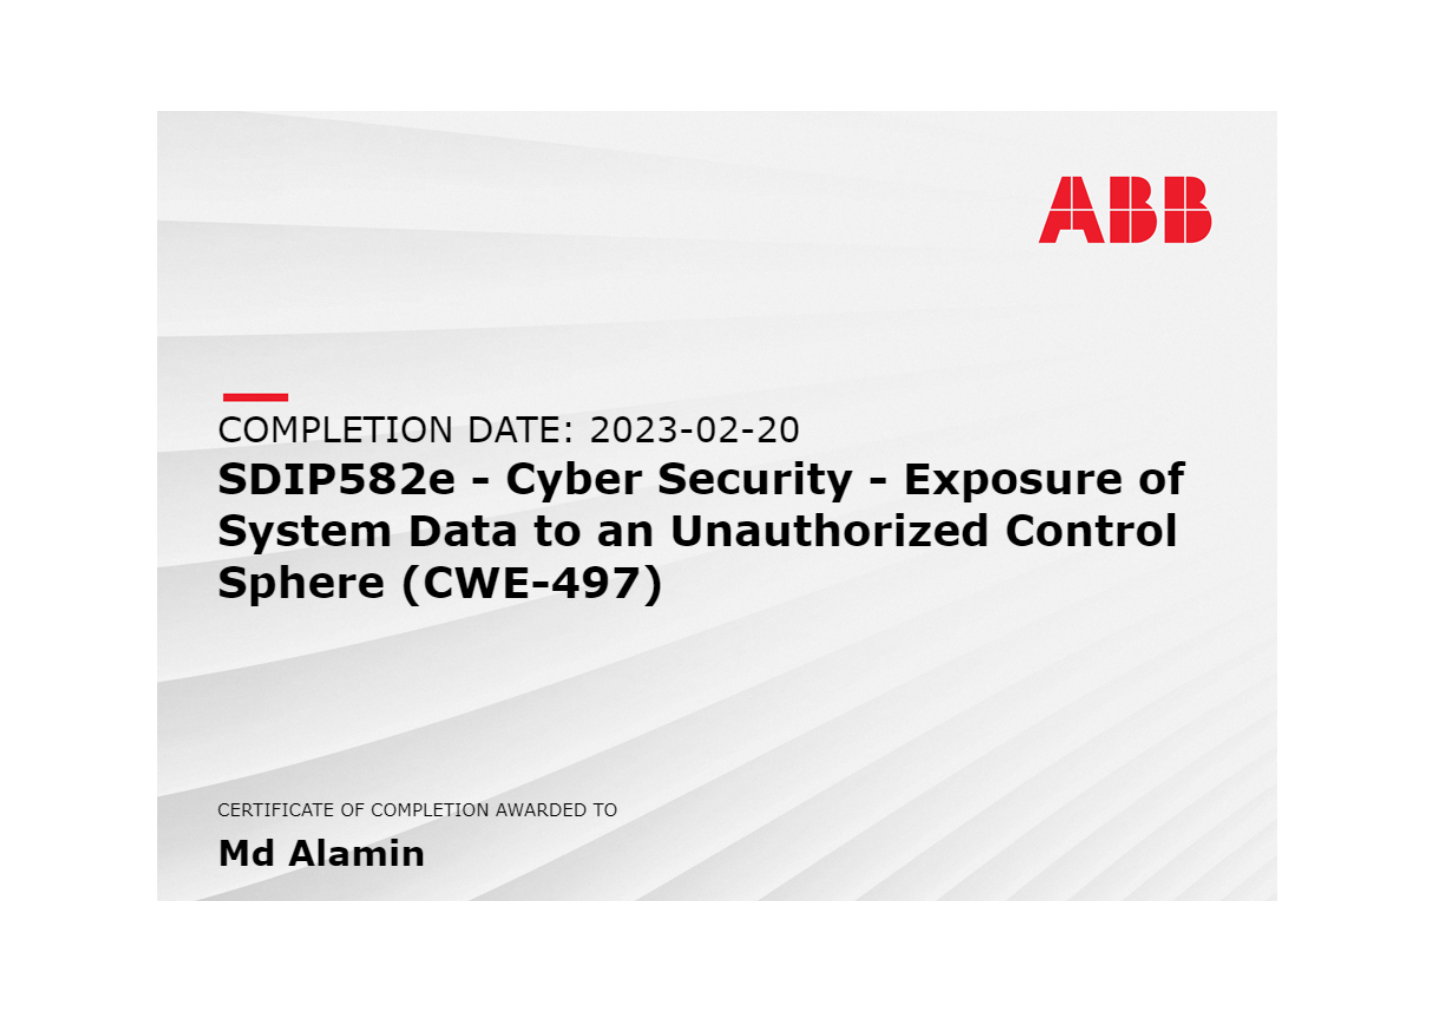 ABB
COMPLETION DATE: 2023-02-20
SDIP582e - Cyber Security - Exposure of
System Data to an Unauthorized Control
Sphere (CWE-497)
CERTIFICATE OF COMPLETION AWARDED TO
Md Alamin